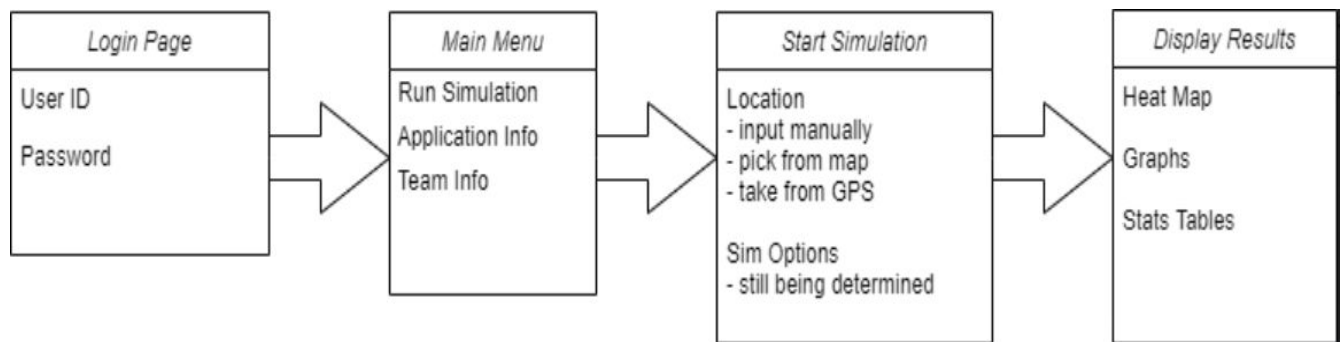 Login Page
User ID
Password
Main Menu
Run Simulation
Application Info
Team Info
Start Simulation
Location
- input manually
- pick from map
- take from GPS
Sim Options
- still being determined
Display Results
Heat Map
Graphs
Stats Tables